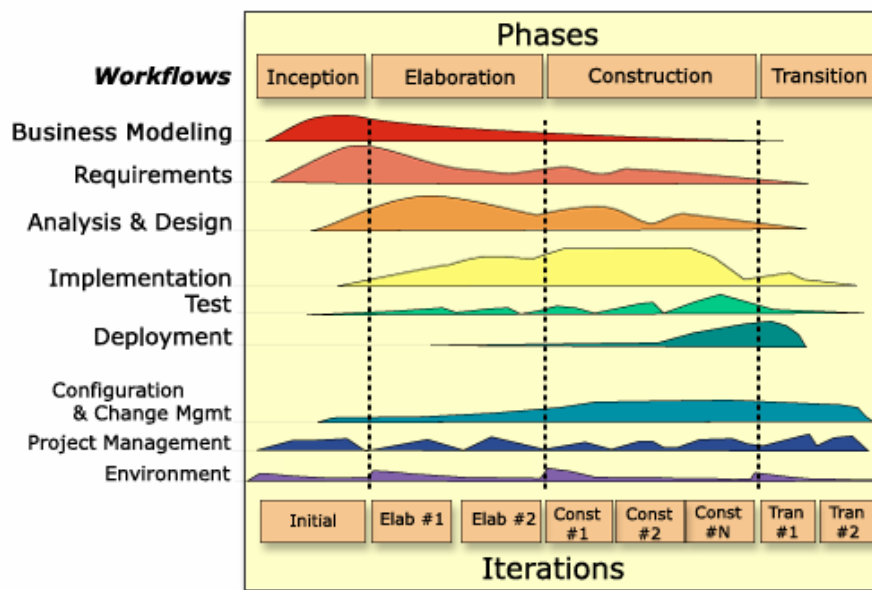 Phases
Workflows
Inception
Elaboration
Construction
Transition
Business Modeling
Requirements
Analysis & Design
Implementation
Test
Deployment
Configuration
& Change Mgmt
Project Management
Environment
Initial
Elab #1
Elab #2
Const
#1
Const
#2
Const
#N
Tran
#1
Tran
#2
Iterations